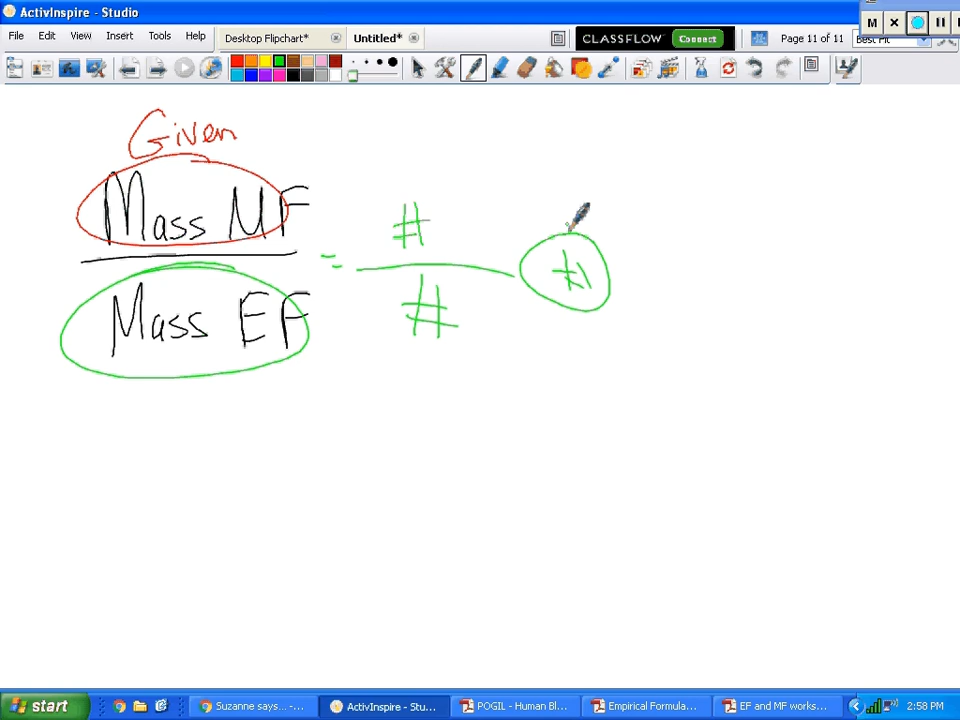 ActivInspire - Studio
M
File Edit View Insert Tools Help Desktop Flipchart* Untitled* CLASSFLOW Connect Page 11 of 11 Best Fit
Given
Mass MF
Mass EF
= #
#
#
start Suzanne says... -... ActivInspire - Stu... POGIL - Human Bl... Empirical Formula... EF and MF works... 2:58 PM